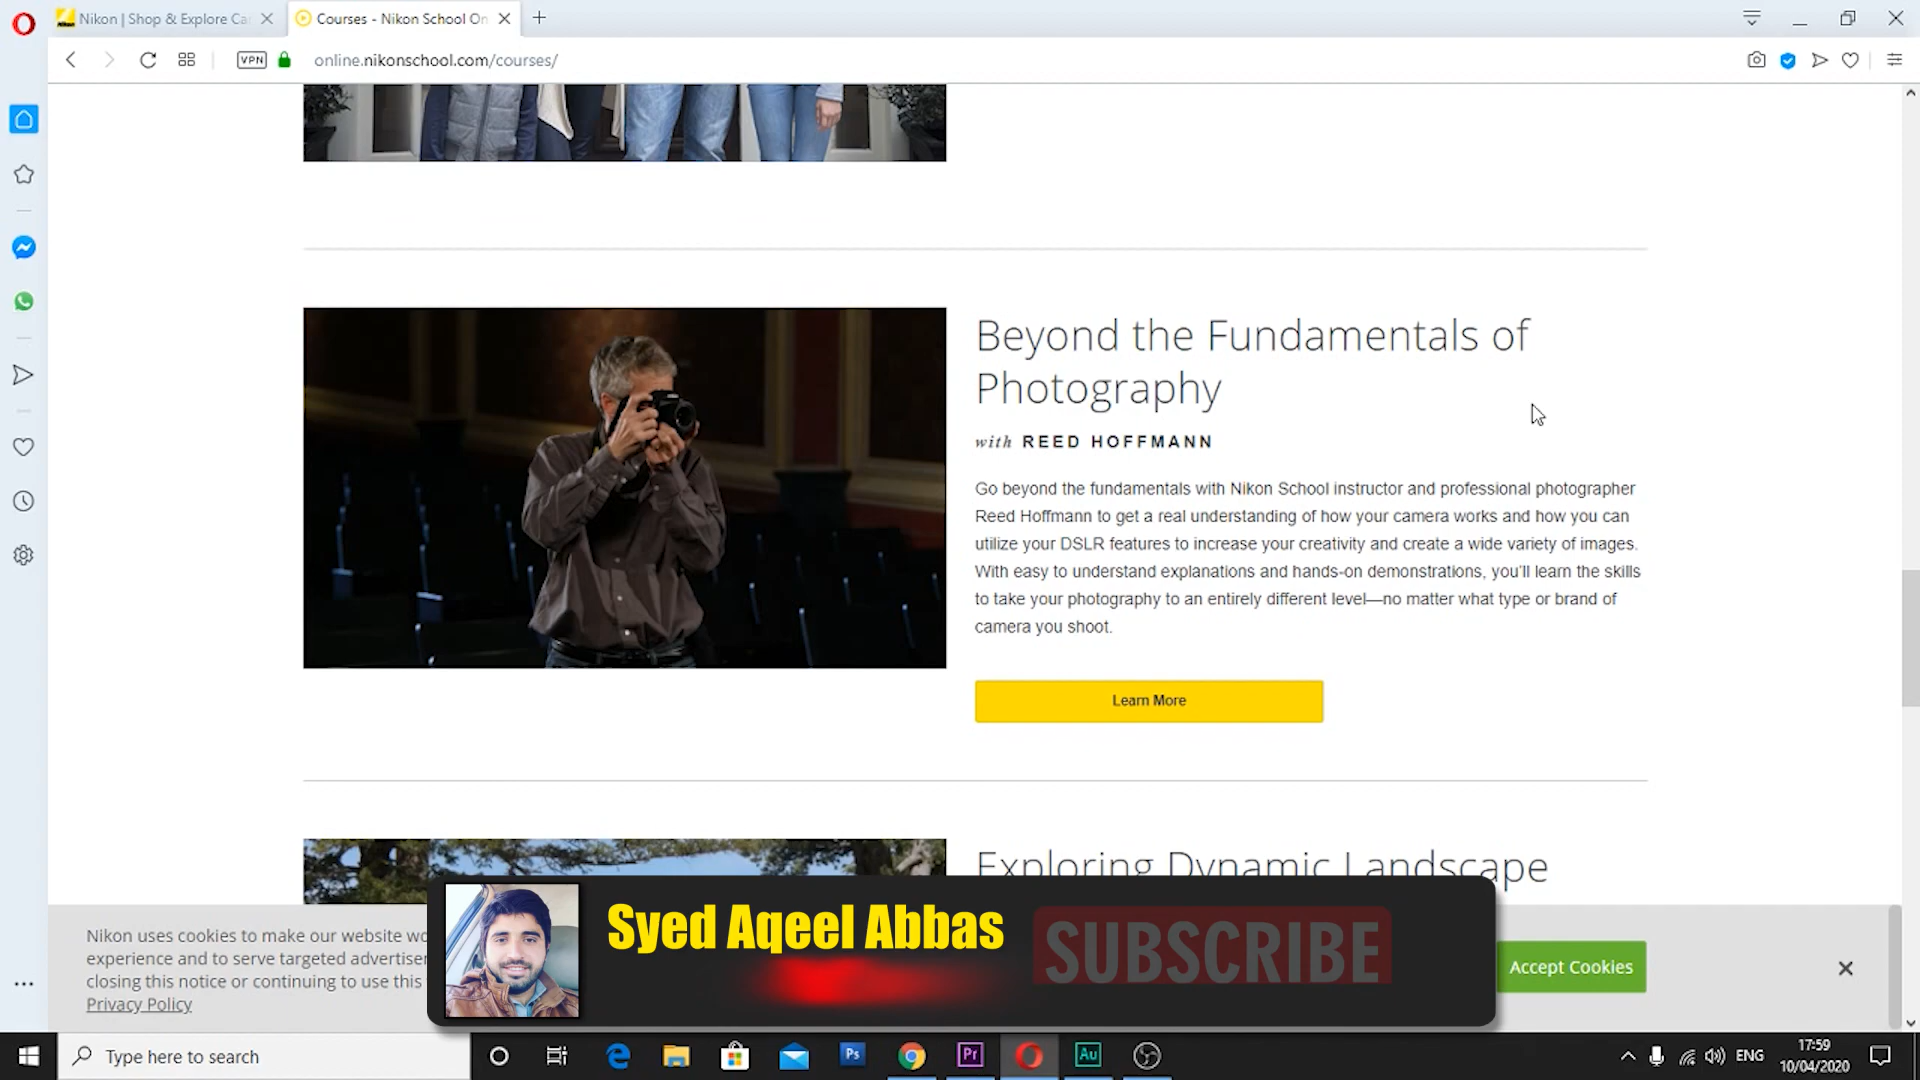 Nikon | Shop & Explore Ca
Courses - Nikon School On
VPN
online.nikonschool.com/courses/
Beyond the Fundamentals of
Photography
with REED HOFFMANN
Go beyond the fundamentals with Nikon School instructor and professional photographer
Reed Hoffmann to get a real understanding of how your camera works and how you can
utilize your DSLR features to increase your creativity and create a wide variety of images.
With easy to understand explanations and hands-on demonstrations, you'll learn the skills
to take your photography to an entirely different level—no matter what type or brand of
camera you shoot.
Learn More
Exploring Dynamic Landscape
Nikon uses cookies to make our website wo
experience and to serve targeted advertise
closing this notice or continuing to use this
Privacy Policy
Syed Aqeel Abbas
SUBSCRIBE
Accept Cookies
Type here to search
Ps
Pr
Au
ENG
17:59
10/04/2020